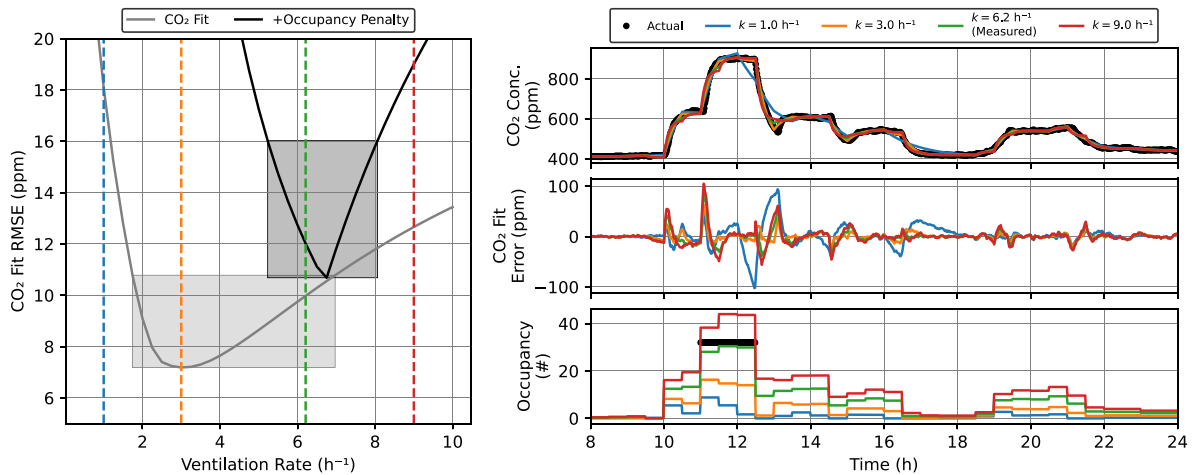 CO₂ Fit
+Occupancy Penalty
20
18
16
14
12
10
8
6
CO₂ Fit RMSE (ppm)
2
4
6
8
10
Ventilation Rate (h⁻¹)
Actual
k = 1.0 h⁻¹
k = 3.0 h⁻¹
k = 6.2 h⁻¹
(Measured)
k = 9.0 h⁻¹
CO₂ Conc.
(ppm)
800
600
400
CO₂ Fit
Error (ppm)
100
0
−100
Occupancy
(#)
40
20
0
8
10
12
14
16
18
20
22
24
Time (h)